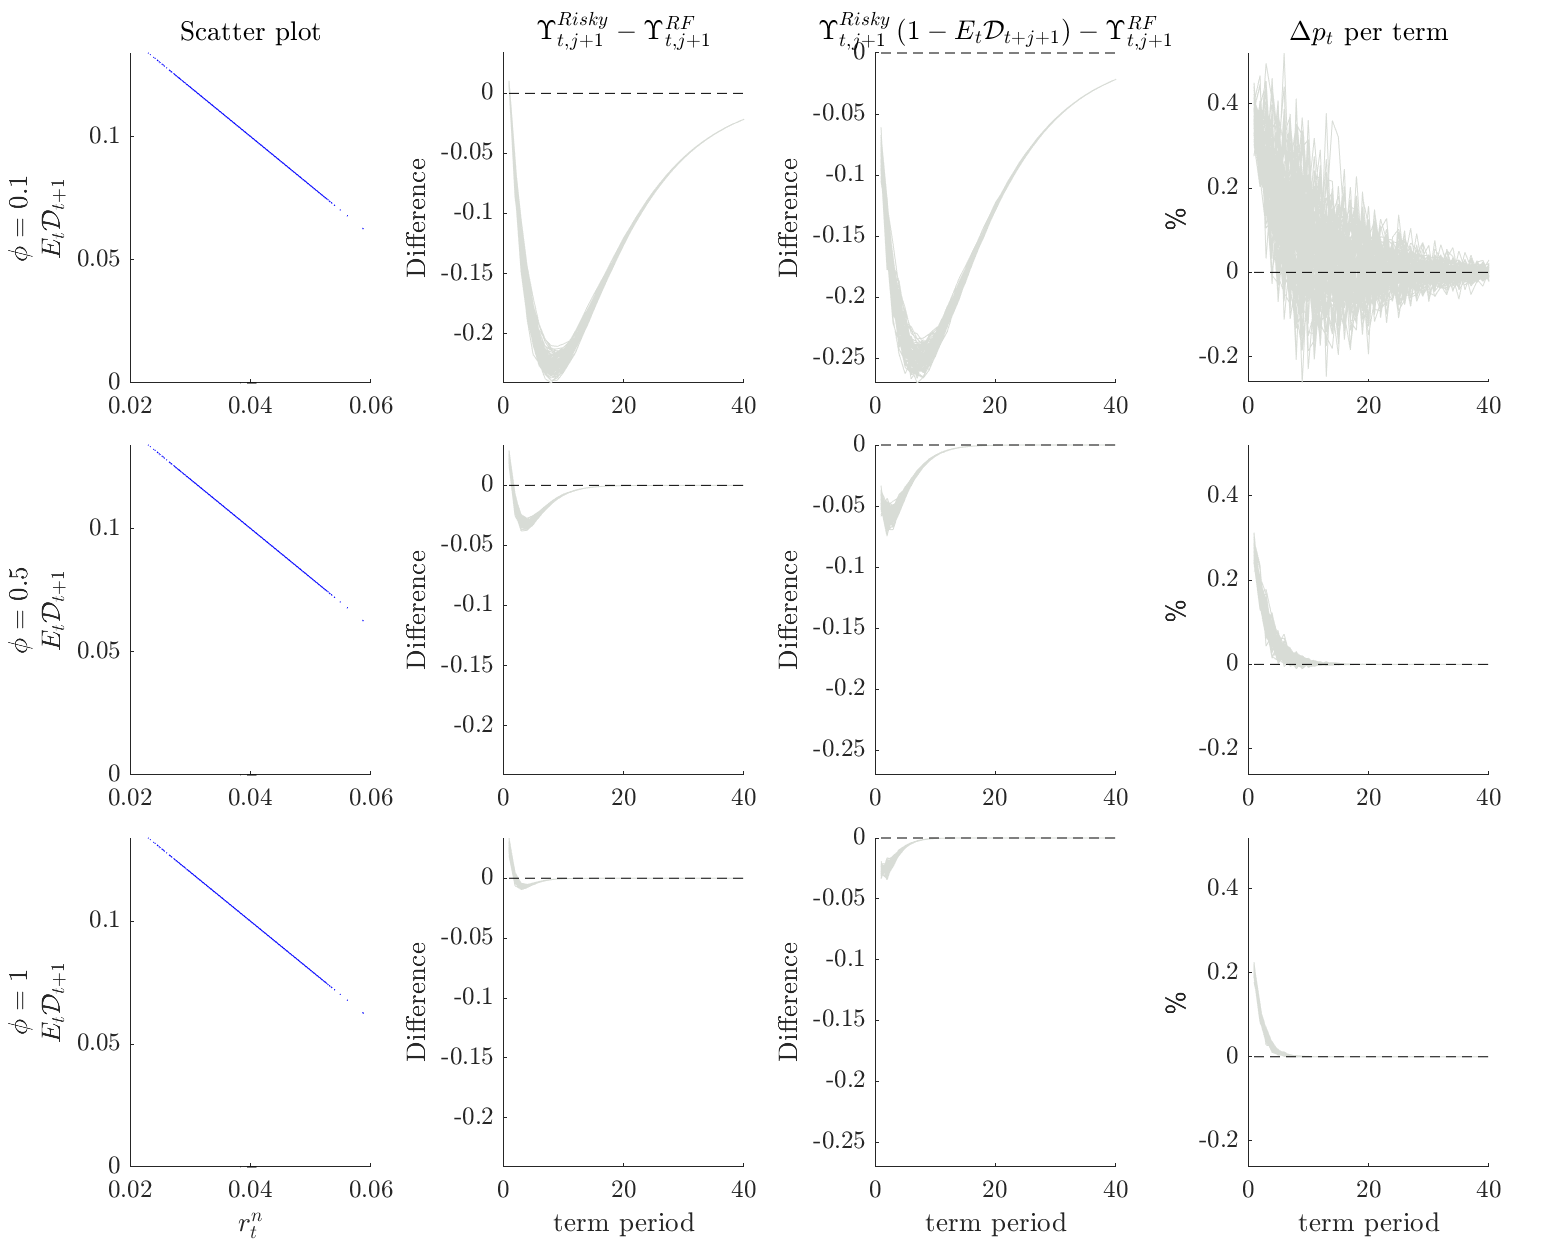 Scatter plot
Υ^{Risky}_{t,j+1} − Υ^{RF}_{t,j+1}
Υ^{Risky}_{t,j+1} (1 − E_t𝒟_{t+j+1}) − Υ^{RF}_{t,j+1}
Δp_t per term
ϕ = 0.1
E_t𝒟_{t+1}
0.1
0.05
0
0.02 0.04 0.06
Difference
0
-0.05
-0.1
-0.15
-0.2
0 20 40
Difference
0
-0.05
-0.1
-0.15
-0.2
-0.25
0 20 40
%
0.4
0.2
0
-0.2
0 20 40
ϕ = 0.5
E_t𝒟_{t+1}
0.1
0.05
0
0.02 0.04 0.06
Difference
0
-0.05
-0.1
-0.15
-0.2
0 20 40
Difference
0
-0.05
-0.1
-0.15
-0.2
-0.25
0 20 40
%
0.4
0.2
0
-0.2
0 20 40
ϕ = 1
E_t𝒟_{t+1}
0.1
0.05
0
0.02 0.04 0.06
r^n_t
Difference
0
-0.05
-0.1
-0.15
-0.2
0 20 40
term period
Difference
0
-0.05
-0.1
-0.15
-0.2
-0.25
0 20 40
term period
%
0.4
0.2
0
-0.2
0 20 40
term period